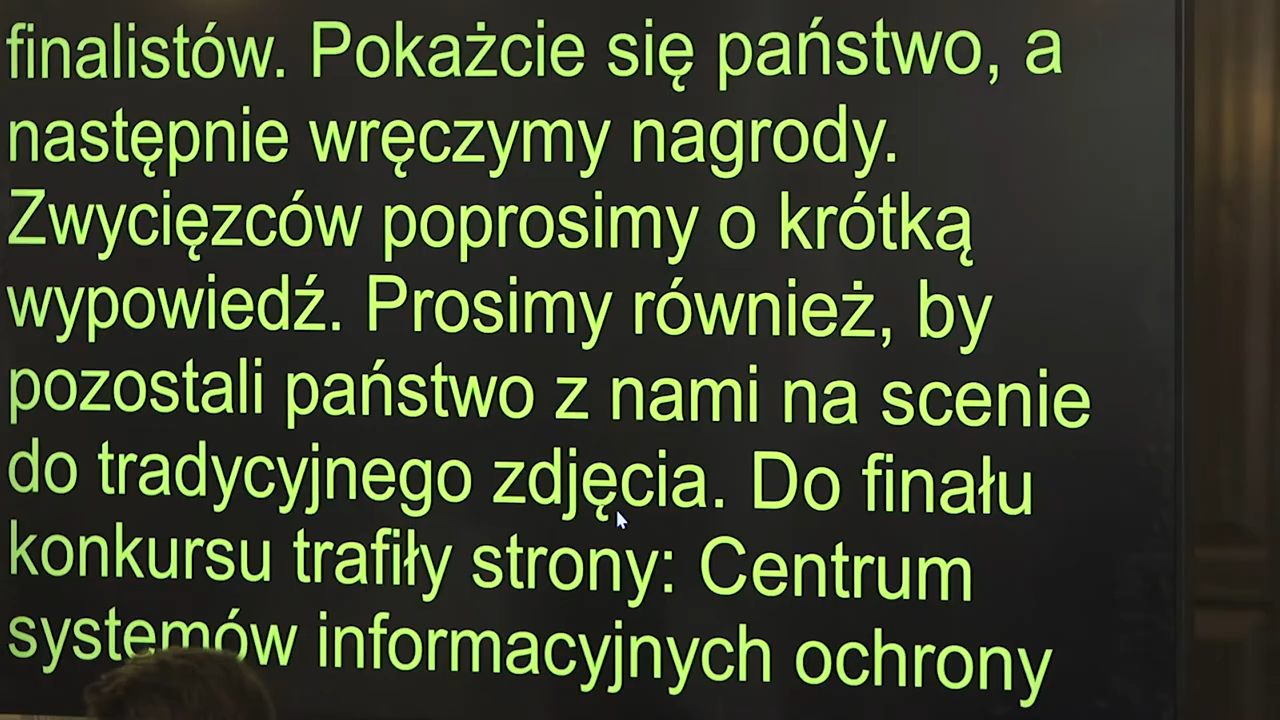 finalistów. Pokażcie się państwo, a
następnie wręczymy nagrody.
Zwycięzców poprosimy o krótką
wypowiedź. Prosimy również, by
pozostali państwo z nami na scenie
do tradycyjnego zdjęcia. Do finału
konkursu trafiły strony: Centrum
systemów informacyjnych ochrony